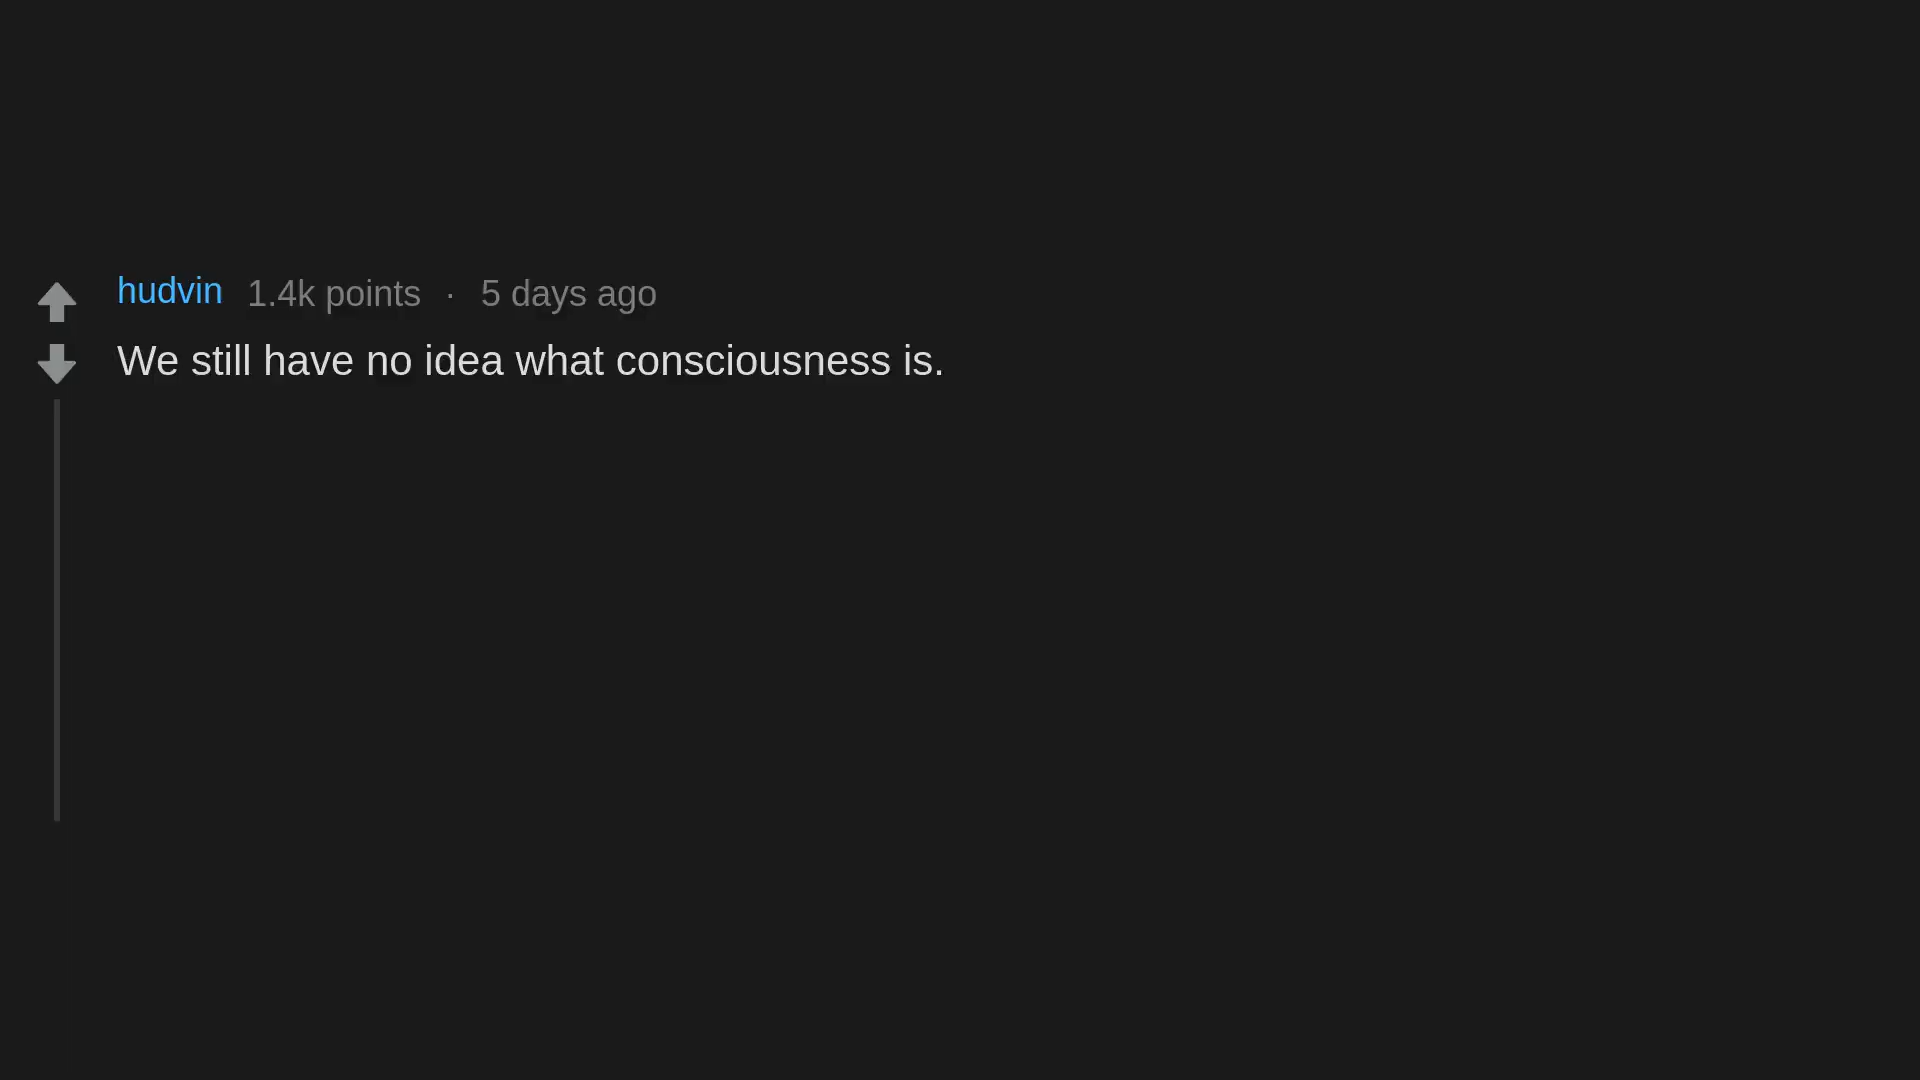 hudvin 1.4k points · 5 days ago
We still have no idea what consciousness is.